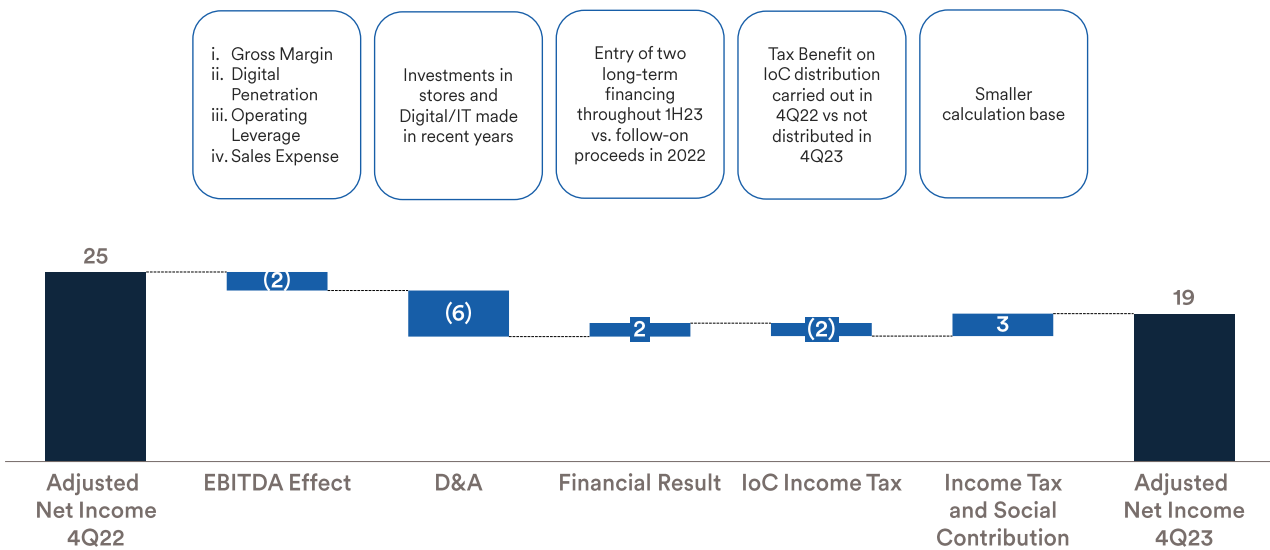 i. Gross Margin
ii. Digital
Penetration
iii. Operating
Leverage
iv. Sales Expense
Investments in
stores and
Digital/IT made
in recent years
Entry of two
long-term
financing
throughout 1H23
vs. follow-on
proceeds in 2022
Tax Benefit on
IoC distribution
carried out in
4Q22 vs not
distributed in
4Q23
Smaller
calculation base
25
(2)
(6)
2
(2)
3
19
Adjusted
Net Income
4Q22
EBITDA Effect
D&A
Financial Result
IoC Income Tax
Income Tax
and Social
Contribution
Adjusted
Net Income
4Q23